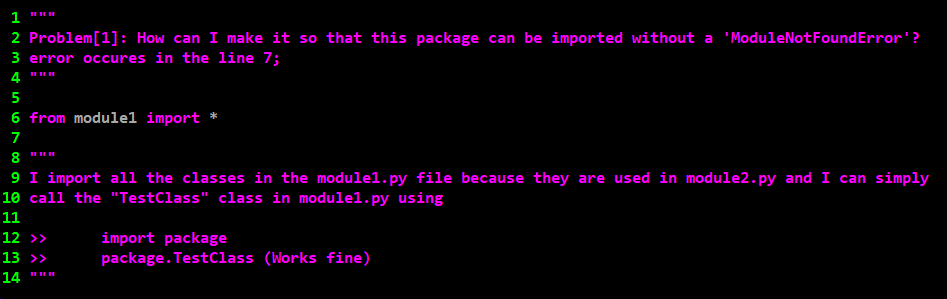 1 """
2 Problem[1]: How can I make it so that this package can be imported without a 'ModuleNotFoundError'?
3 error occures in the line 7;
4 """
5
6 from module1 import *
7
8 """
9 I import all the classes in the module1.py file because they are used in module2.py and I can simply
10 call the "TestClass" class in module1.py using
11
12 >>      import package
13 >>      package.TestClass (Works fine)
14 """